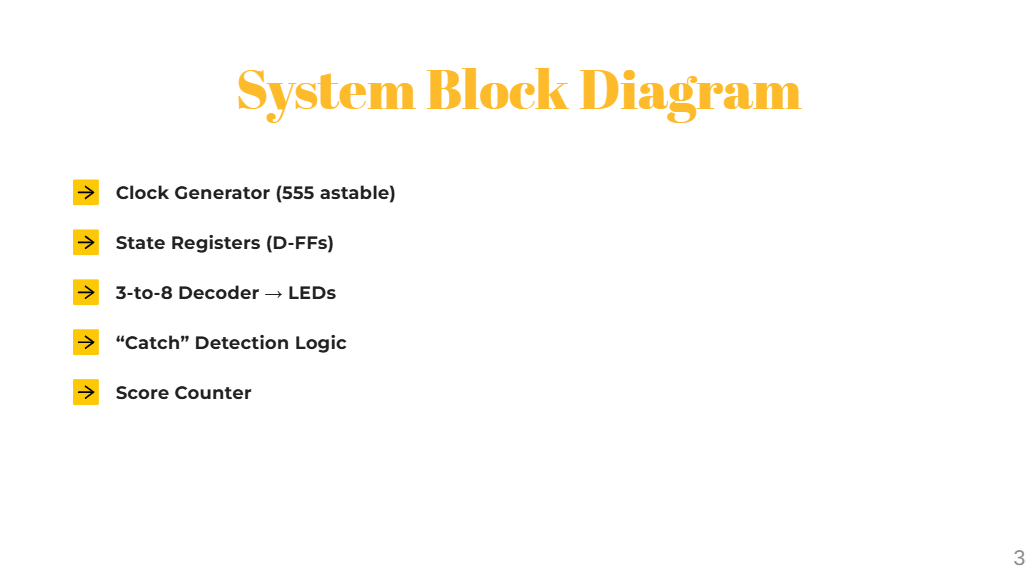 System Block Diagram
Clock Generator (555 astable)
State Registers (D-FFs)
3-to-8 Decoder → LEDs
“Catch” Detection Logic
Score Counter
3